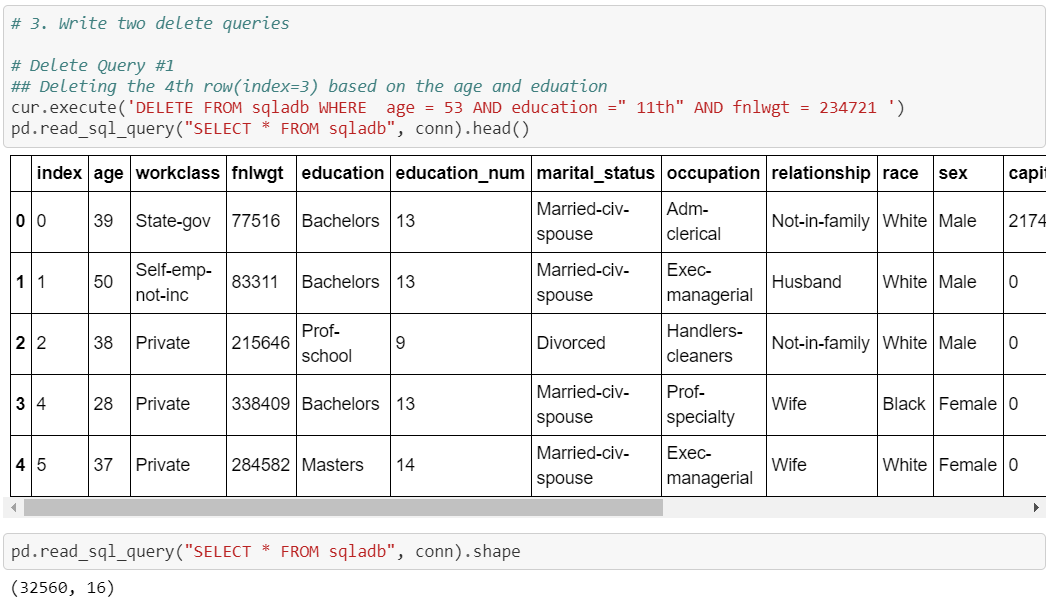 # 3. Write two delete queries
# Delete Query #1
## Deleting the 4th row(index=3) based on the age and eduation
cur.execute('DELETE FROM sqladb WHERE  age = 53 AND education =" 11th" AND fnlwgt = 234721 ')
pd.read_sql_query("SELECT * FROM sqladb", conn).head()
index age workclass fnlwgt education education_num marital_status occupation relationship race sex capit
0 0 39 State-gov 77516 Bachelors 13 Married-civ-spouse Adm-clerical Not-in-family White Male 2174
1 1 50 Self-emp-not-inc 83311 Bachelors 13 Married-civ-spouse Exec-managerial Husband White Male 0
2 2 38 Private 215646 Prof-school 9 Divorced Handlers-cleaners Not-in-family White Male 0
3 4 28 Private 338409 Bachelors 13 Married-civ-spouse Prof-specialty Wife Black Female 0
4 5 37 Private 284582 Masters 14 Married-civ-spouse Exec-managerial Wife White Female 0
pd.read_sql_query("SELECT * FROM sqladb", conn).shape
(32560, 16)